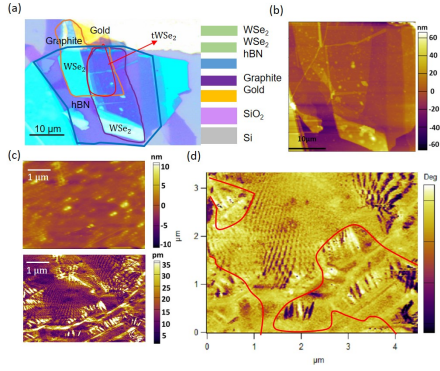 (a)
Gold
tWSe₂
Graphite
WSe₂
hBN
WSe₂
10 μm
WSe₂
WSe₂
hBN
Graphite
Gold
SiO₂
Si
(b)
nm
60
40
20
0
-20
-40
-60
10μm
(c)
nm
1 μm
10
5
0
-5
-10
pm
1 μm
35
30
25
20
15
10
5
(d)
Deg
3
2
1
0
μm
0
1
2
3
4
μm